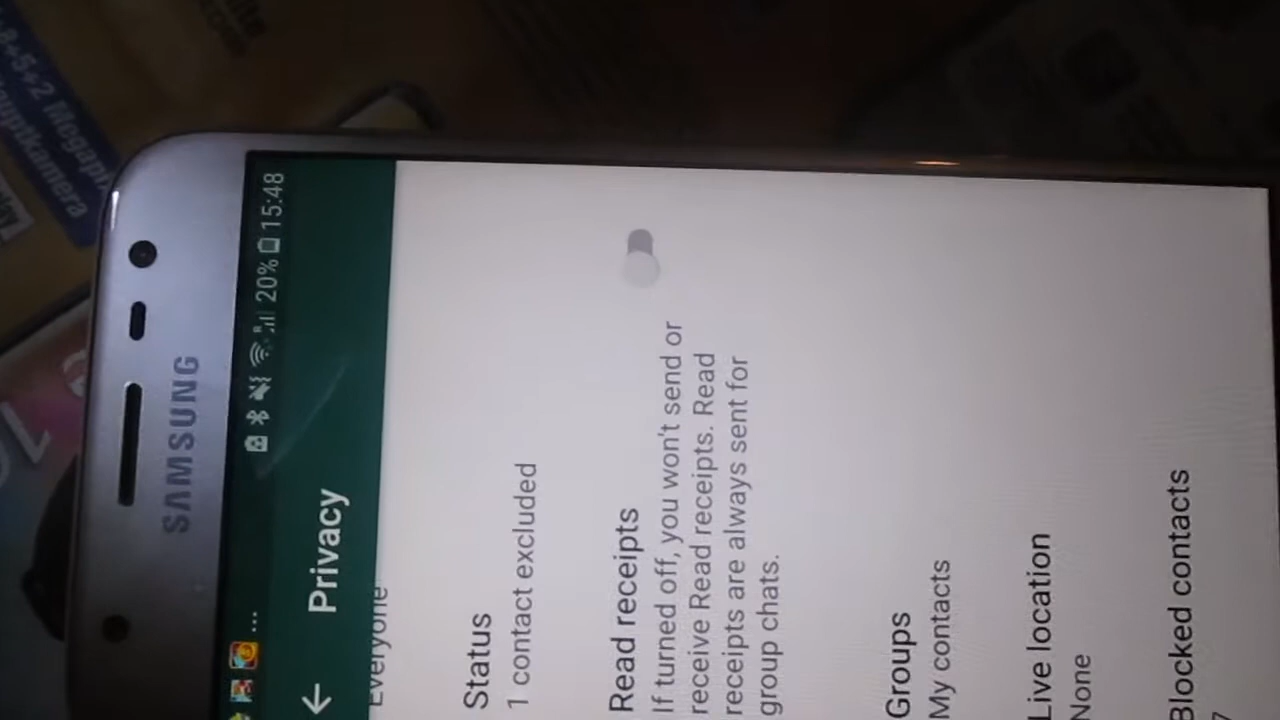 SAMSUNG
20% 15:48
Privacy
Everyone
Status
1 contact excluded
Read receipts
If turned off, you won't send or
receive Read receipts. Read
receipts are always sent for
group chats.
Groups
My contacts
Live location
None
Blocked contacts
7